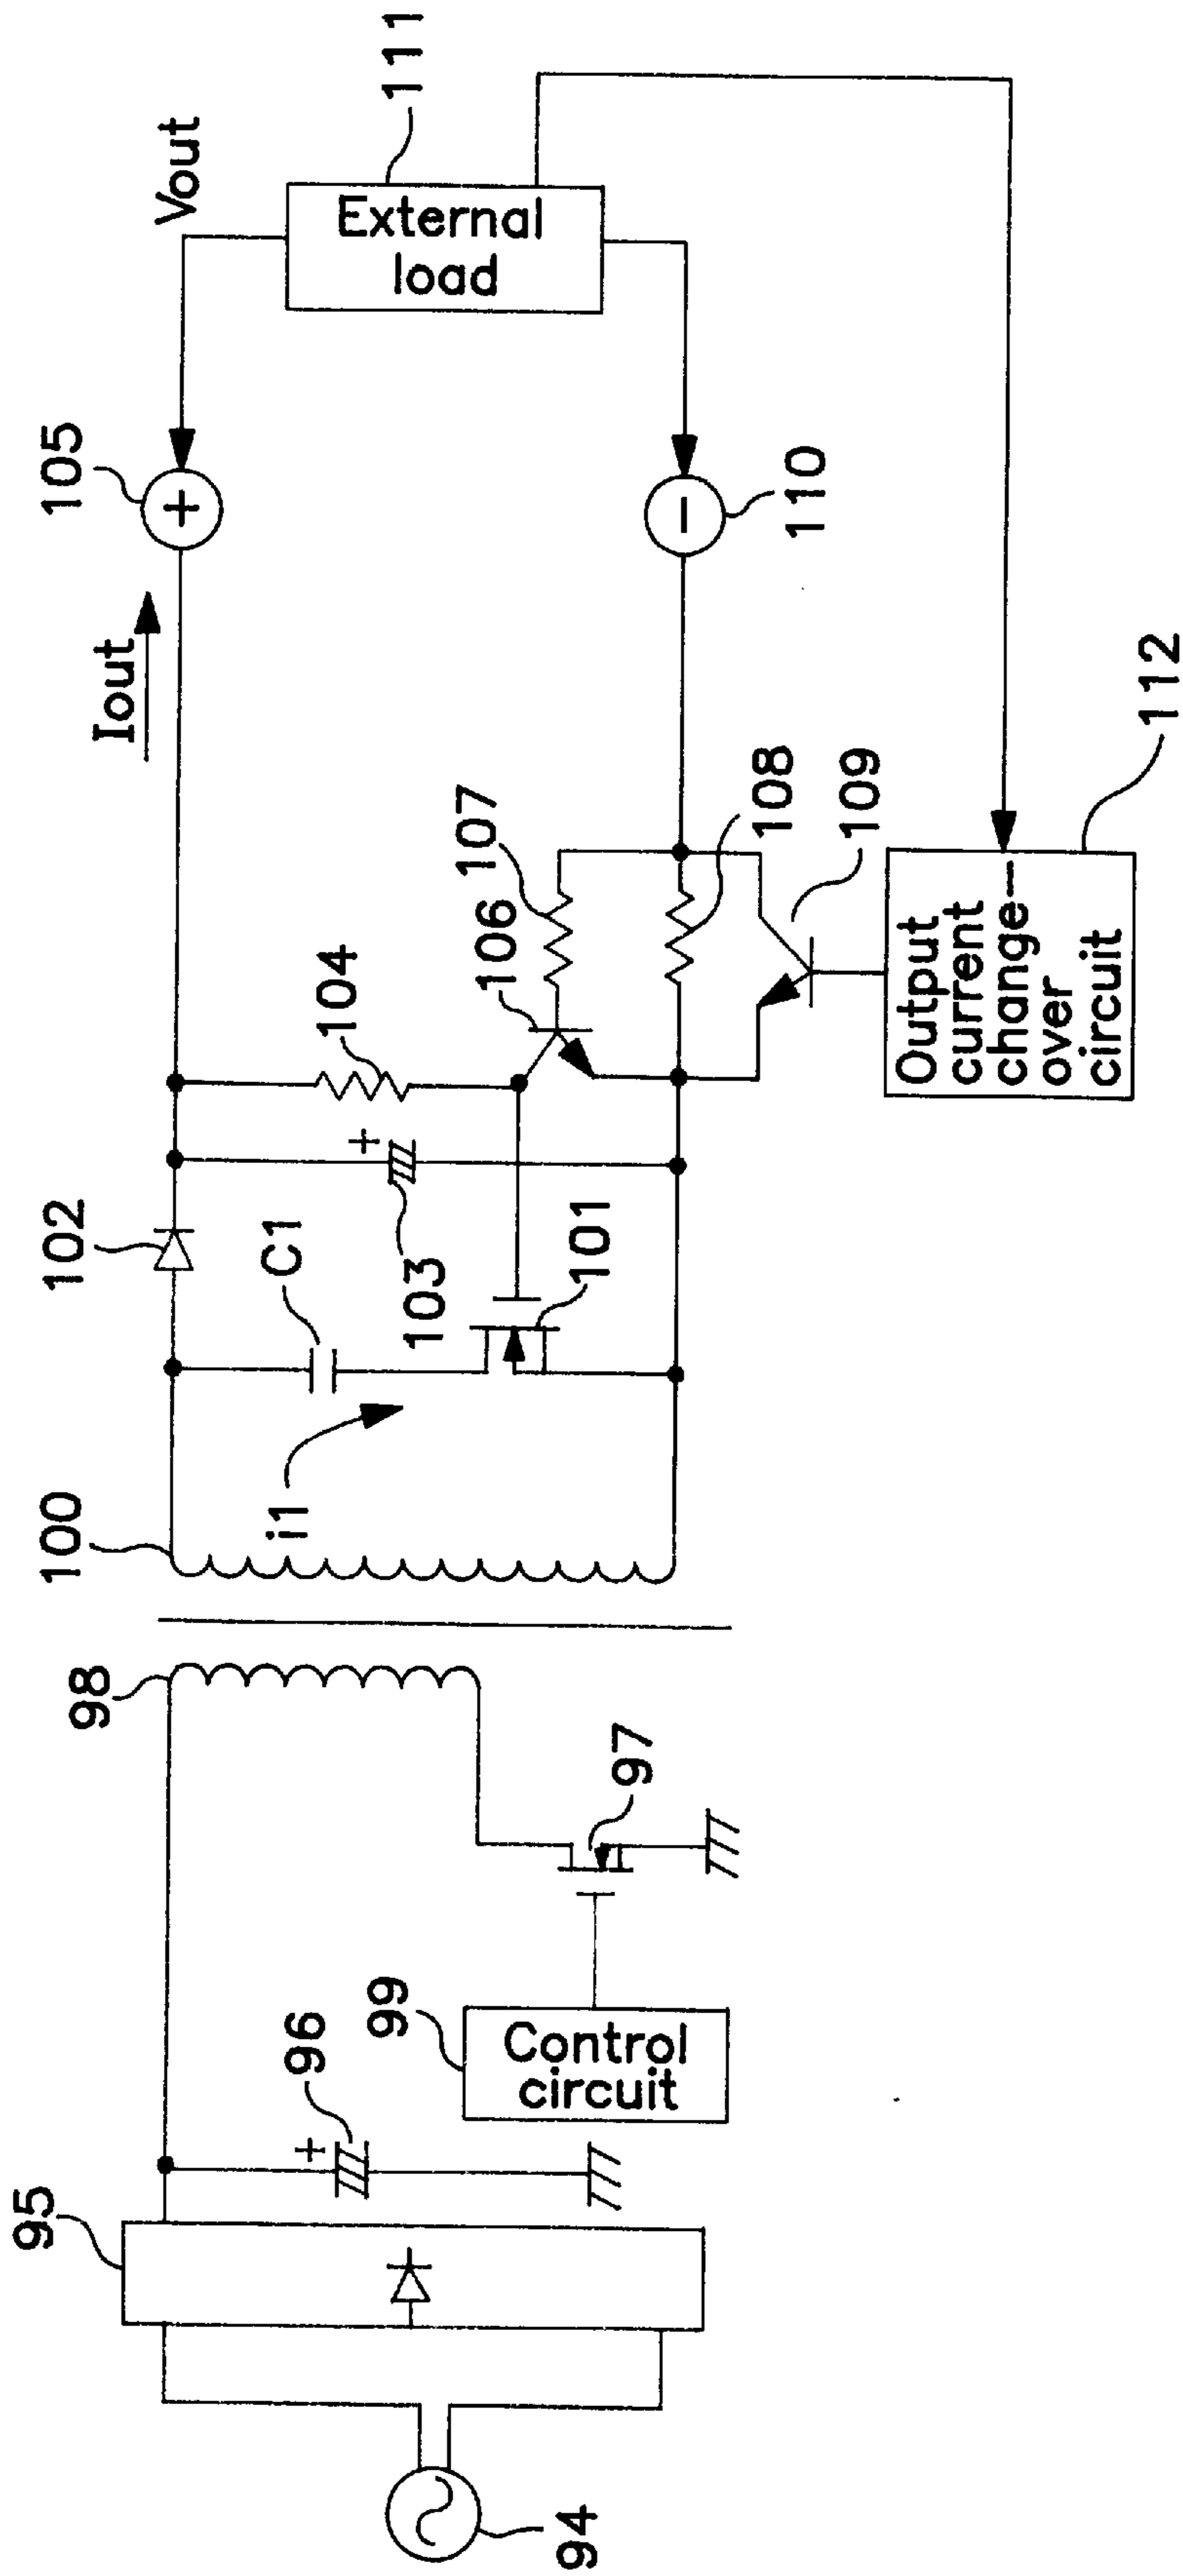 94
95
96
Control
circuit
99
97
98
100
i1
C1
101
102
103
104
106
107
108
109
Iout
105
+
−
110
Vout
External
load
111
Output
current
change−
over
circuit
112
+
+